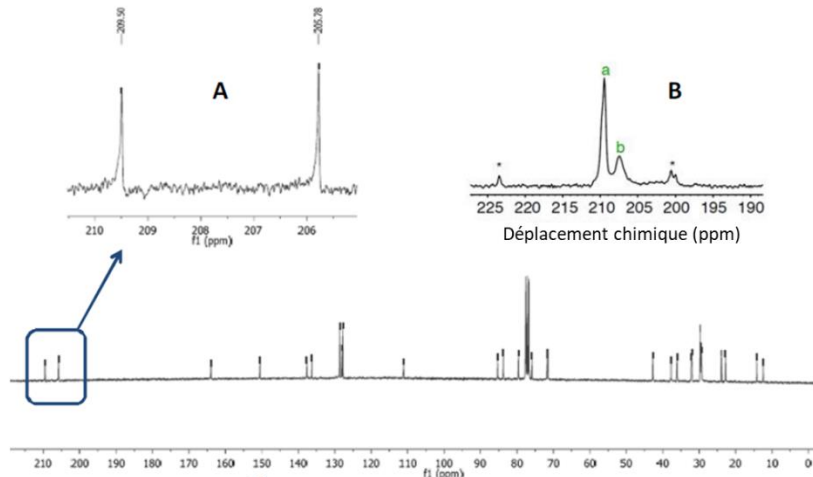 209.50
205.78
A
210 209 208 207 206
f1 (ppm)
a
B
b
* *
225 220 215 210 205 200 195 190
Déplacement chimique (ppm)
210 200 190 180 170 160 150 140 130 120 110 100 90 80 70 60 50 40 30 20 10 0
f1 (ppm)